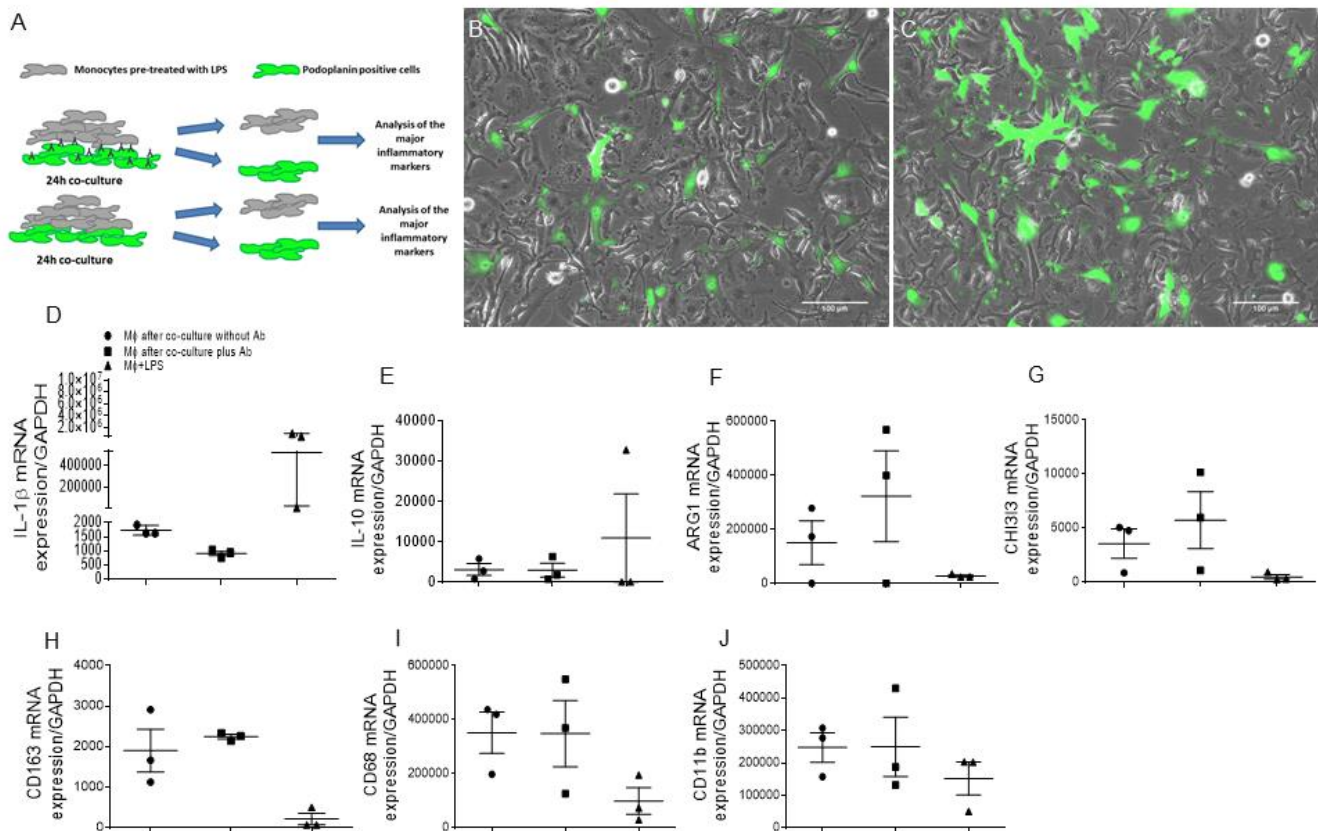 A
Monocytes pre-treated with LPS
Podoplanin positive cells
Analysis of the
major
inflammatory
markers
24h co-culture
Analysis of the
major
inflammatory
markers
24h co-culture
B
100 μm
C
100 μm
D
Mϕ after co-culture without Ab
Mϕ after co-culture plus Ab
Mϕ+LPS
IL-1β mRNA
expression/GAPDH
1.0×10⁷
8.0×10⁶
6.0×10⁶
4.0×10⁶
2.0×10⁶
400000
200000
2000
1500
1000
500
0
E
IL-10 mRNA
expression/GAPDH
40000
30000
20000
10000
0
F
ARG1 mRNA
expression/GAPDH
600000
400000
200000
0
G
CHI3l3 mRNA
expression/GAPDH
15000
10000
5000
0
H
CD163 mRNA
expression/GAPDH
4000
3000
2000
1000
0
I
CD68 mRNA
expression/GAPDH
600000
400000
200000
0
J
CD11b mRNA
expression/GAPDH
500000
400000
300000
200000
100000
0